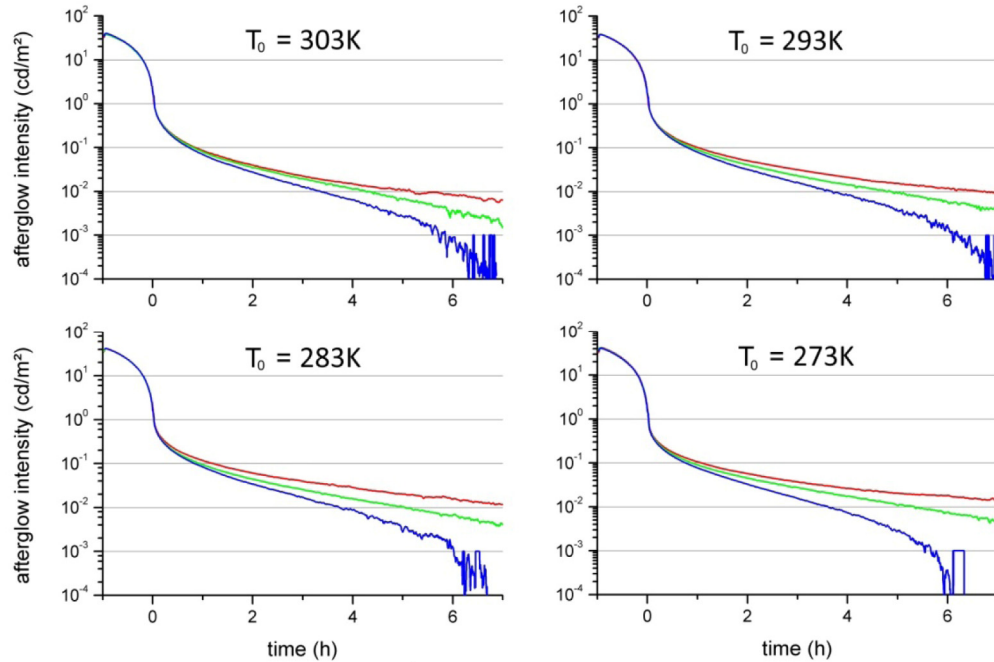 T₀ = 303K
afterglow intensity (cd/m²)
10²
10¹
10⁰
10⁻¹
10⁻²
10⁻³
10⁻⁴
0 2 4 6
T₀ = 293K
10²
10¹
10⁰
10⁻¹
10⁻²
10⁻³
10⁻⁴
0 2 4 6
T₀ = 283K
afterglow intensity (cd/m²)
10²
10¹
10⁰
10⁻¹
10⁻²
10⁻³
10⁻⁴
0 2 4 6
time (h)
T₀ = 273K
10²
10¹
10⁰
10⁻¹
10⁻²
10⁻³
10⁻⁴
0 2 4 6
time (h)